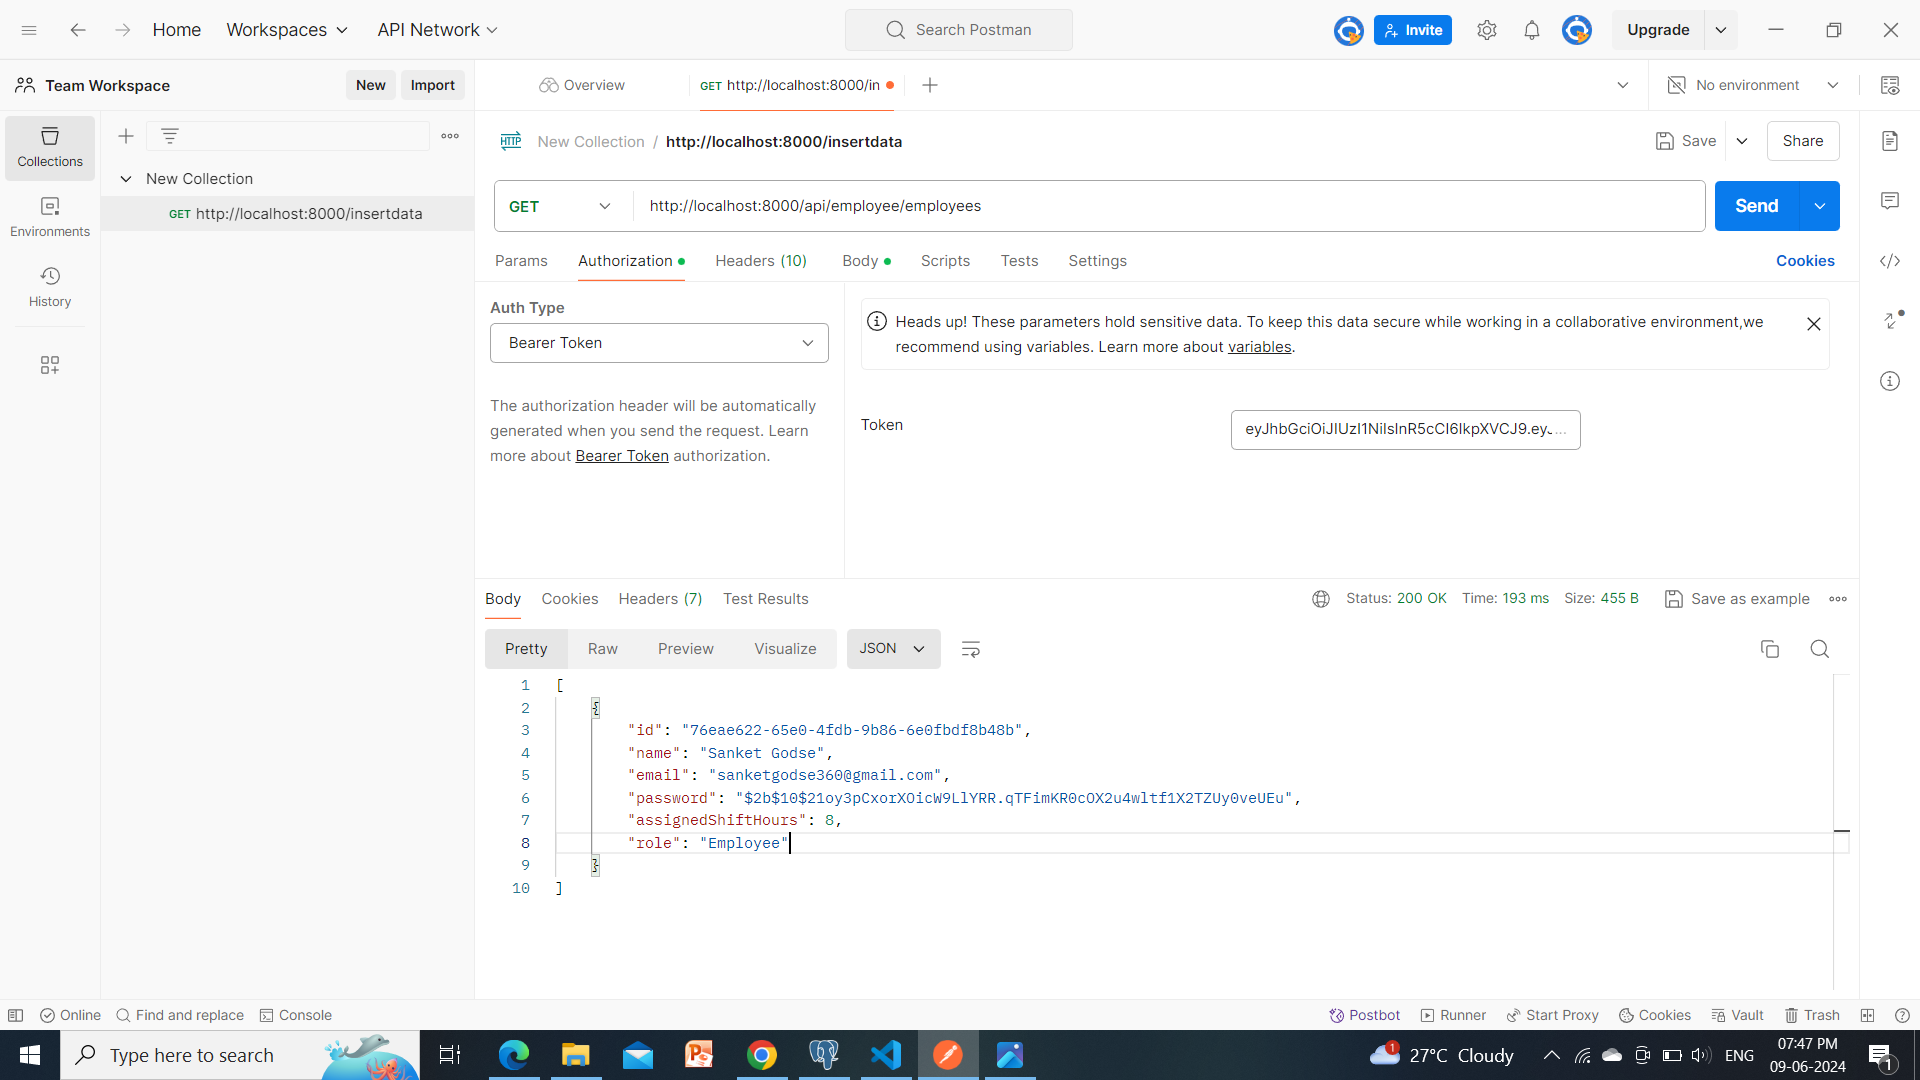 Home Workspaces API Network Search Postman Invite Upgrade
Team Workspace New Import Overview GET http://localhost:8000/in No environment
Collections
New Collection
GET http://localhost:8000/insertdata
Environments
History
HTTP New Collection / http://localhost:8000/insertdata Save Share
GET http://localhost:8000/api/employee/employees Send
Params Authorization Headers (10) Body Scripts Tests Settings Cookies
Auth Type
Bearer Token
The authorization header will be automatically
generated when you send the request. Learn
more about Bearer Token authorization.
Heads up! These parameters hold sensitive data. To keep this data secure while working in a collaborative environment,we
recommend using variables. Learn more about variables.
Token
Body Cookies Headers (7) Test Results Status: 200 OK Time: 193 ms Size: 455 B Save as example
Pretty Raw Preview Visualize JSON
1 [
2 {
3 "id": "76eae622-65e0-4fdb-9b86-6e0fbdf8b48b",
4 "name": "Sanket Godse",
5 "email": "sanketgodse360@gmail.com",
6 "password": "$2b$10$21oy3pCxorXOicW9LlYRR.qTFimKR0cOX2u4wltf1X2TZUy0veUEu",
7 "assignedShiftHours": 8,
8 "role": "Employee"
9 }
10 ]
Online Find and replace Console Postbot Runner Start Proxy Cookies Vault Trash
Type here to search 1 27°C Cloudy ENG 07:47 PM
09-06-2024 1